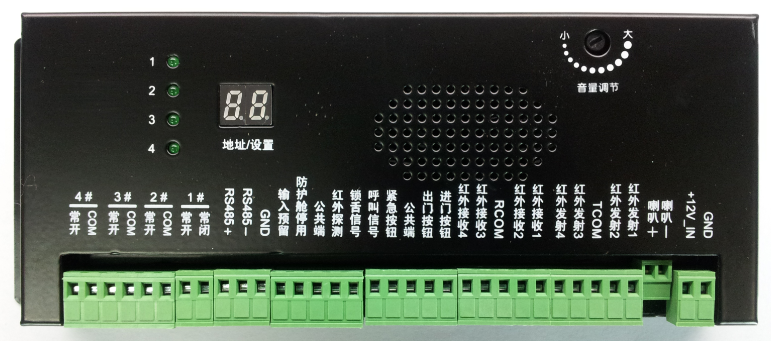 小 大
音量调节
1
2
3
4
88
地址/设置
4# 3# 2# 1#
常开
COM
常开
COM
常开
COM
常开
常闭
RS485+
RS485-
GND
输入预留
防护舱停用
公共端
红外探测
锁舌信号
呼叫信号
紧急按钮
公共端
出门按钮
进门按钮
红外接收4
红外接收3
RCOM
红外接收2
红外接收1
红外发射4
红外发射3
TCOM
红外发射2
红外发射1
喇叭+
喇叭-
+12V_IN
GND